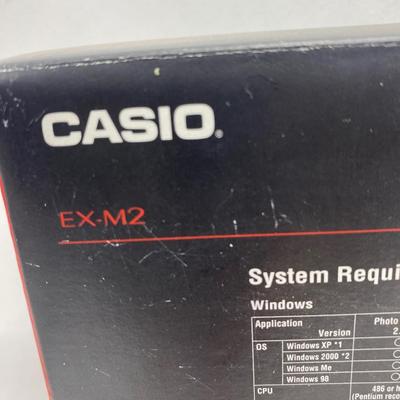 CASIO.
EX-M2
System Requi
Windows
Application Version Photo
2.
OS Windows XP *1
Windows 2000 *2
Windows Me
Windows 98
CPU 486 or h
(Pentium reco